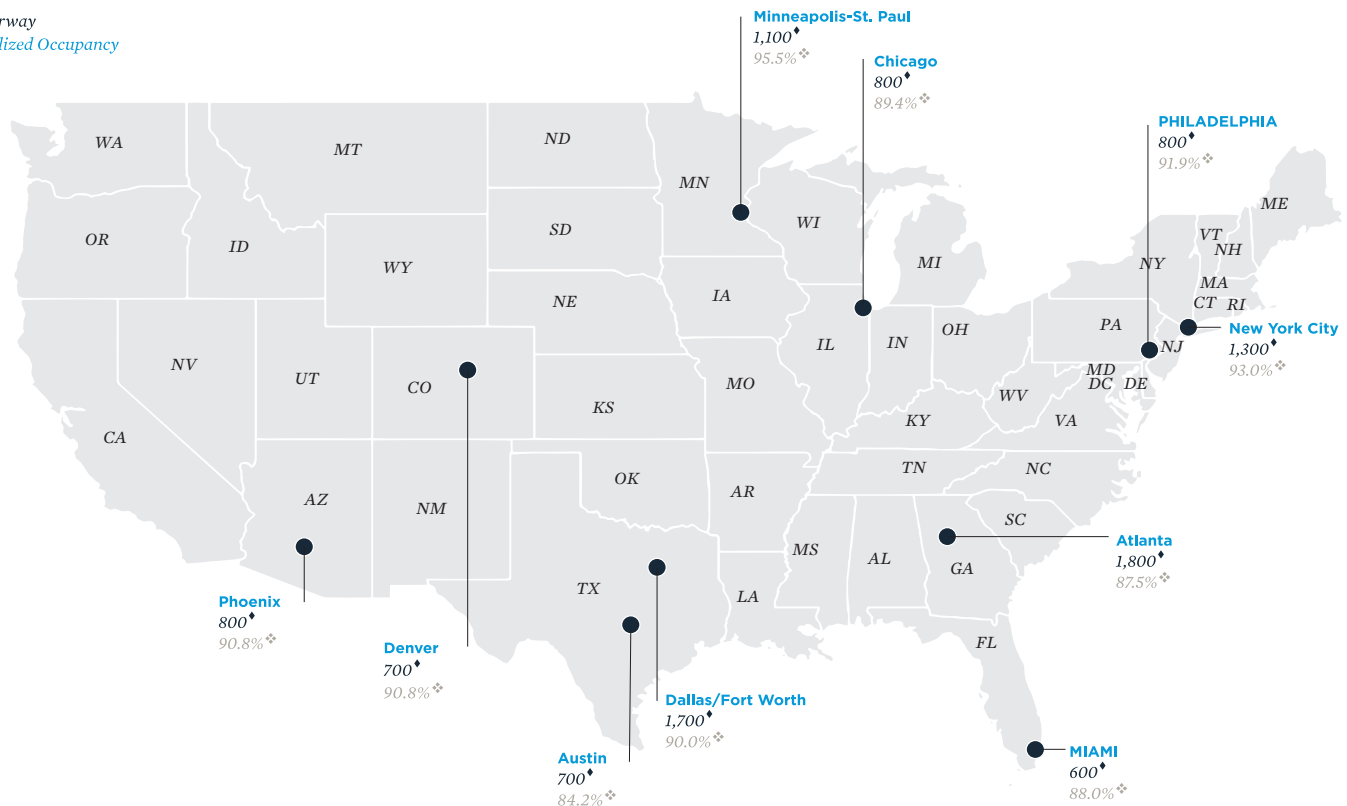 rway
lized Occupancy
Minneapolis-St. Paul
1,100♦
95.5%❖
Chicago
800♦
89.4%❖
PHILADELPHIA
800♦
91.9%❖
New York City
1,300♦
93.0%❖
Atlanta
1,800♦
87.5%❖
MIAMI
600♦
88.0%❖
Dallas/Fort Worth
1,700♦
90.0%❖
Austin
700♦
84.2%❖
Denver
700♦
90.8%❖
Phoenix
800♦
90.8%❖
WA
MT
ND
MN
OR
ID
SD
WI
MI
WY
NY
VT
NH
ME
MA
CT
RI
NE
IA
PA
NJ
NV
UT
CO
IL
IN
OH
MD
DC
DE
CA
KS
MO
WV
VA
KY
AZ
NM
OK
AR
TN
NC
SC
TX
LA
MS
AL
GA
FL